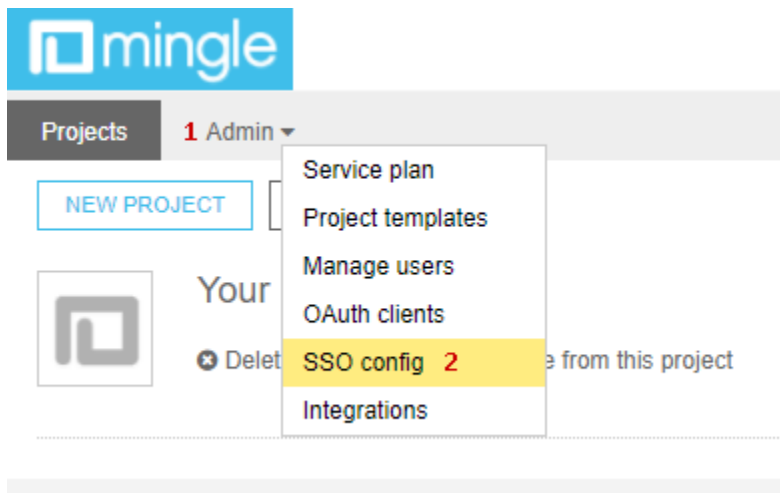 mingle
Projects 1 Admin
Service plan
NEW PROJECT
Project templates
Manage users
Your
OAuth clients
Delet
SSO config 2
from this project
Integrations